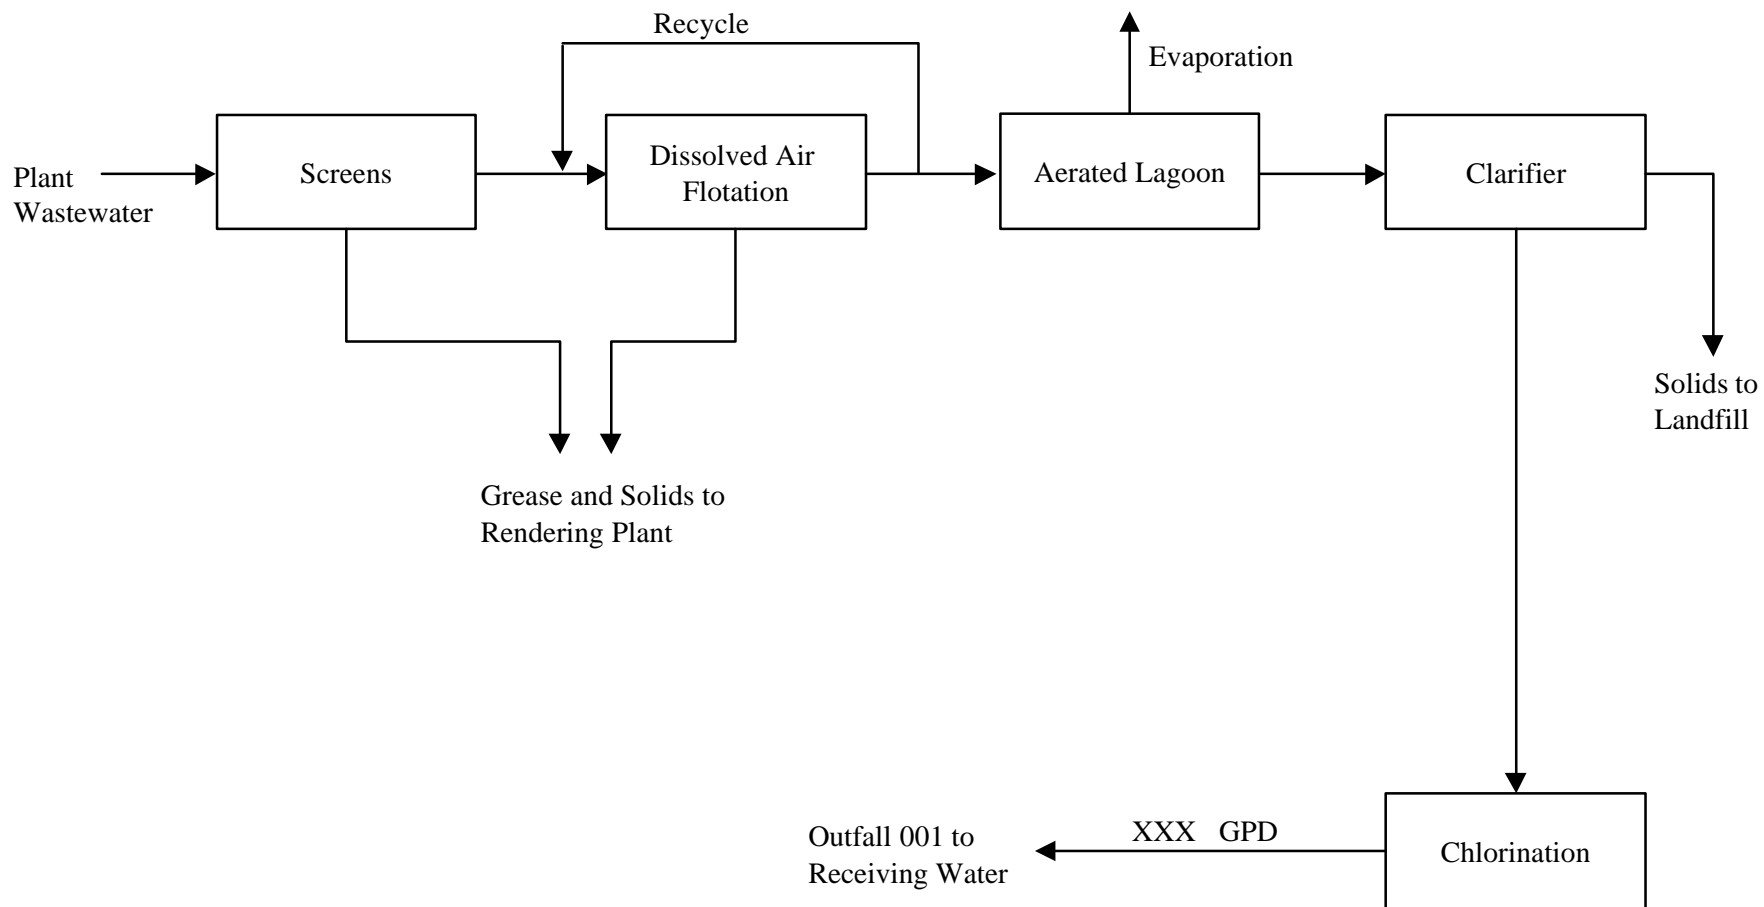 Recycle
Evaporation
Plant
Wastewater
Screens
Dissolved Air
Flotation
Aerated Lagoon
Clarifier
Solids to
Landfill
Grease and Solids to
Rendering Plant
Outfall 001 to
Receiving Water
XXX GPD
Chlorination